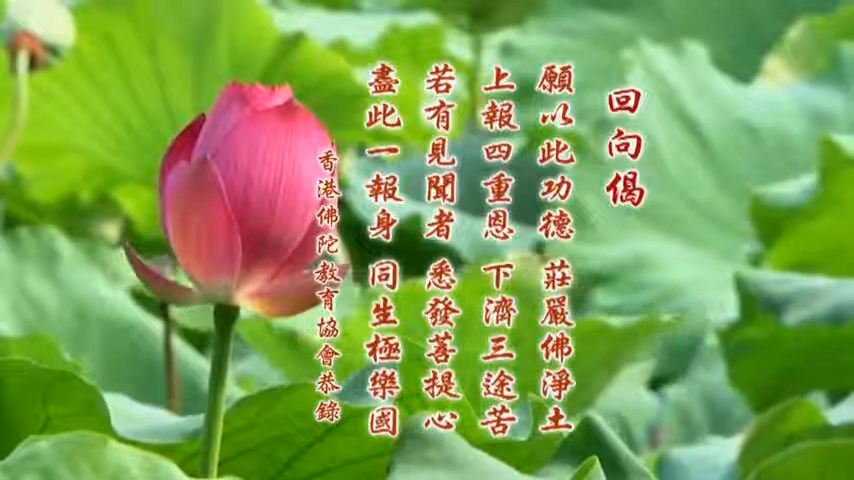 回向偈
願以此功德 莊嚴佛淨土
上報四重恩 下濟三途苦
若有見聞者 悉發菩提心
盡此一報身 同生極樂國
香港佛陀教育協會恭錄